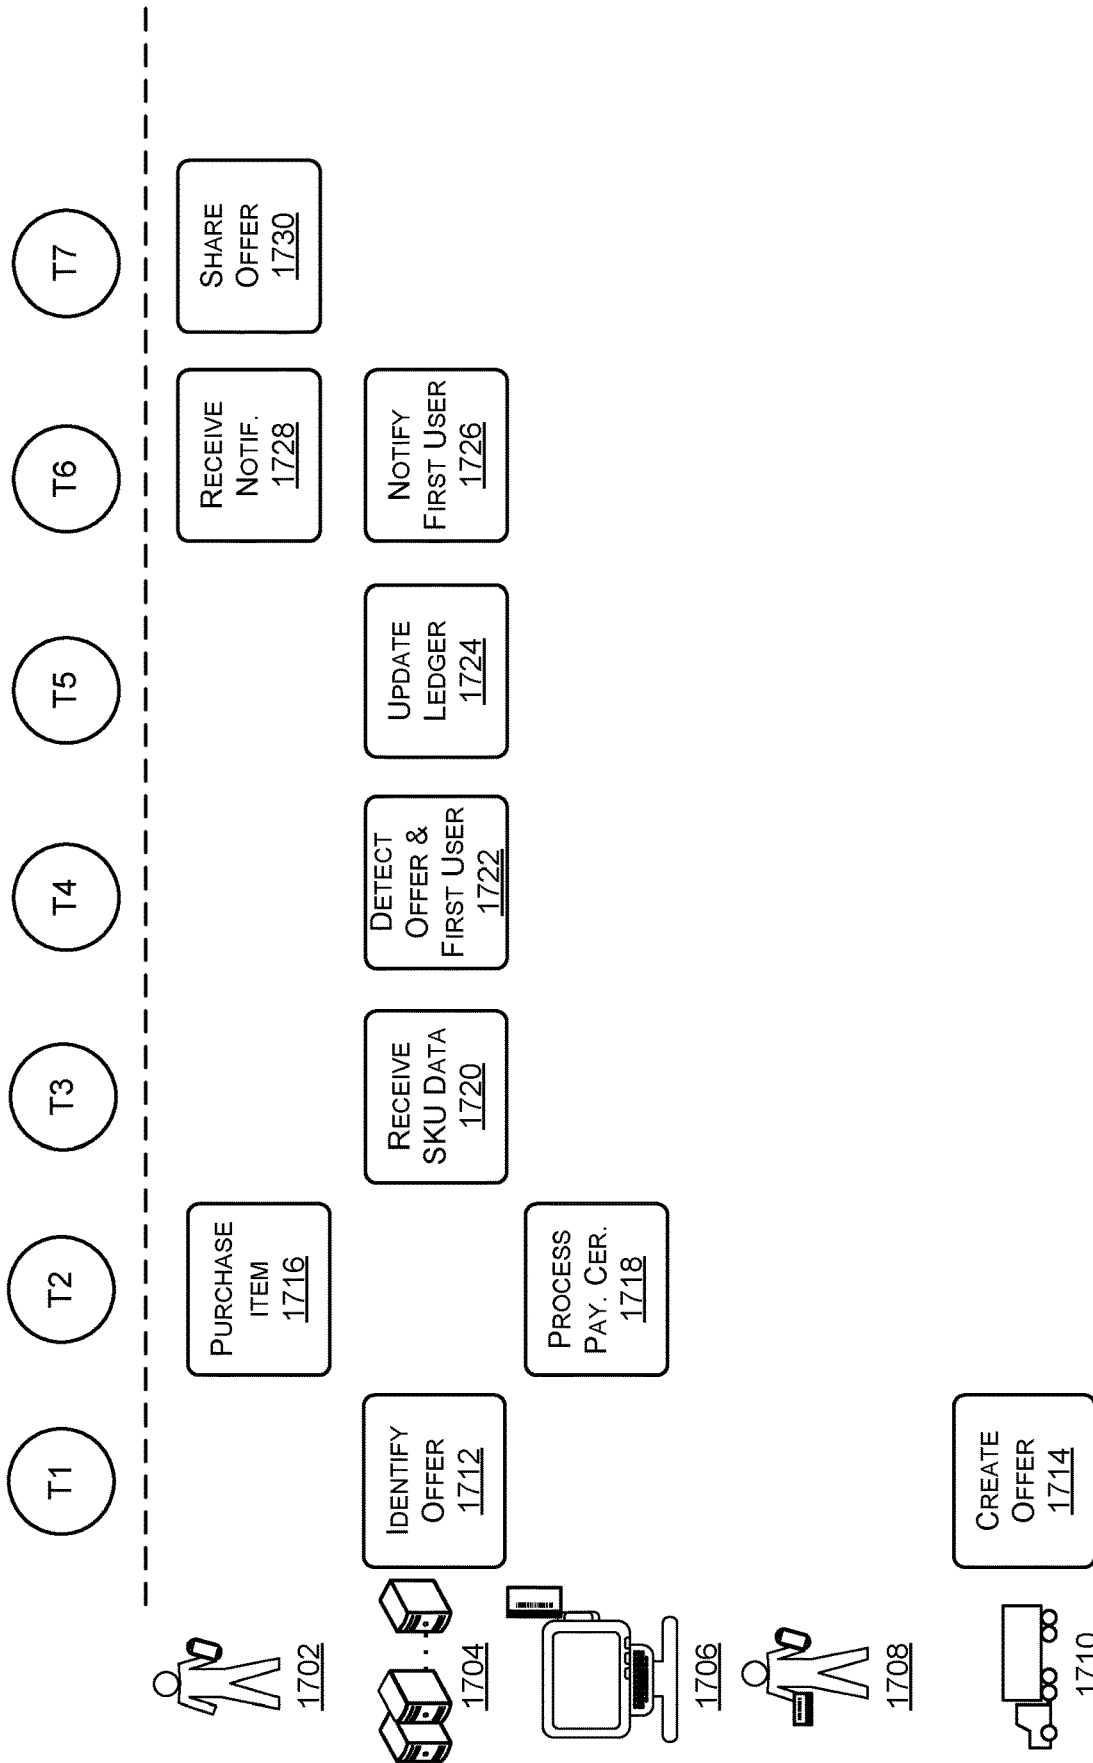 T1
T2
T3
T4
T5
T6
T7
1702
PURCHASE
ITEM
1716
RECEIVE
NOTIF.
1728
SHARE
OFFER
1730
1704
IDENTIFY
OFFER
1712
RECEIVE
SKU DATA
1720
DETECT
OFFER &
FIRST USER
1722
UPDATE
LEDGER
1724
NOTIFY
FIRST USER
1726
1706
PROCESS
PAY. CER.
1718
1708
1710
CREATE
OFFER
1714